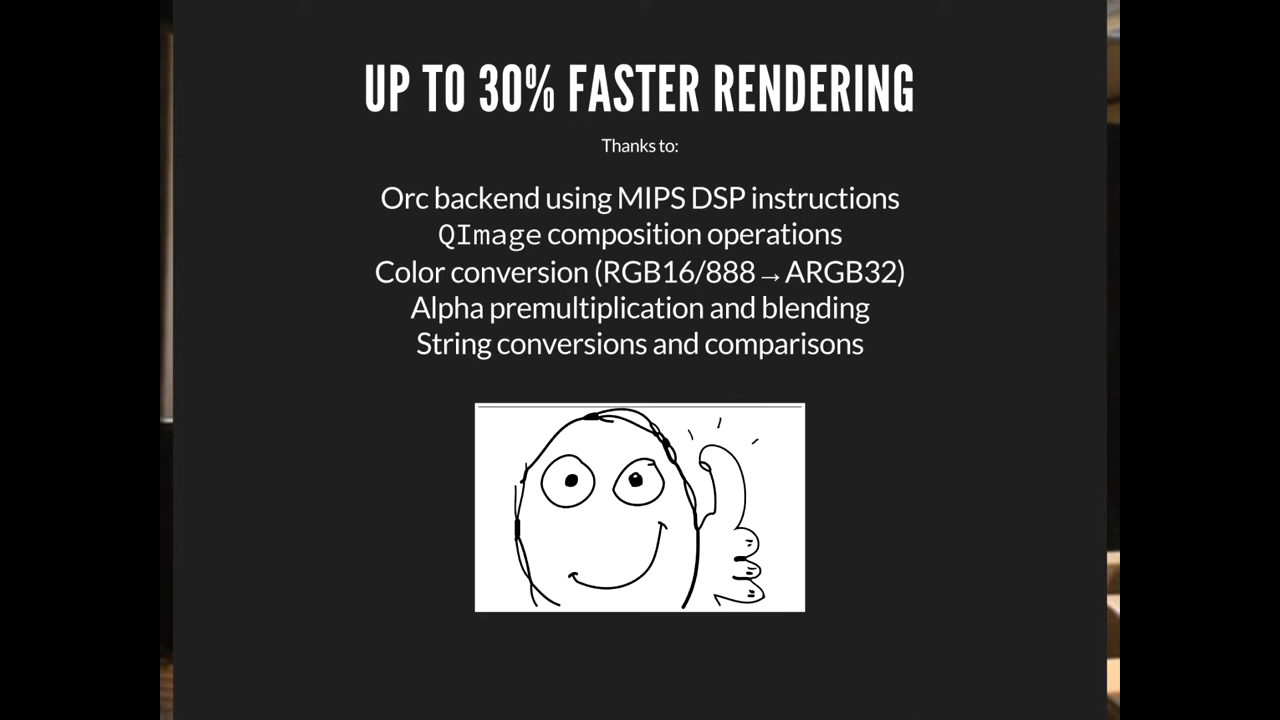 UP TO 30% FASTER RENDERING
Thanks to:
Orc backend using MIPS DSP instructions
QImage composition operations
Color conversion (RGB16/888→ARGB32)
Alpha premultiplication and blending
String conversions and comparisons